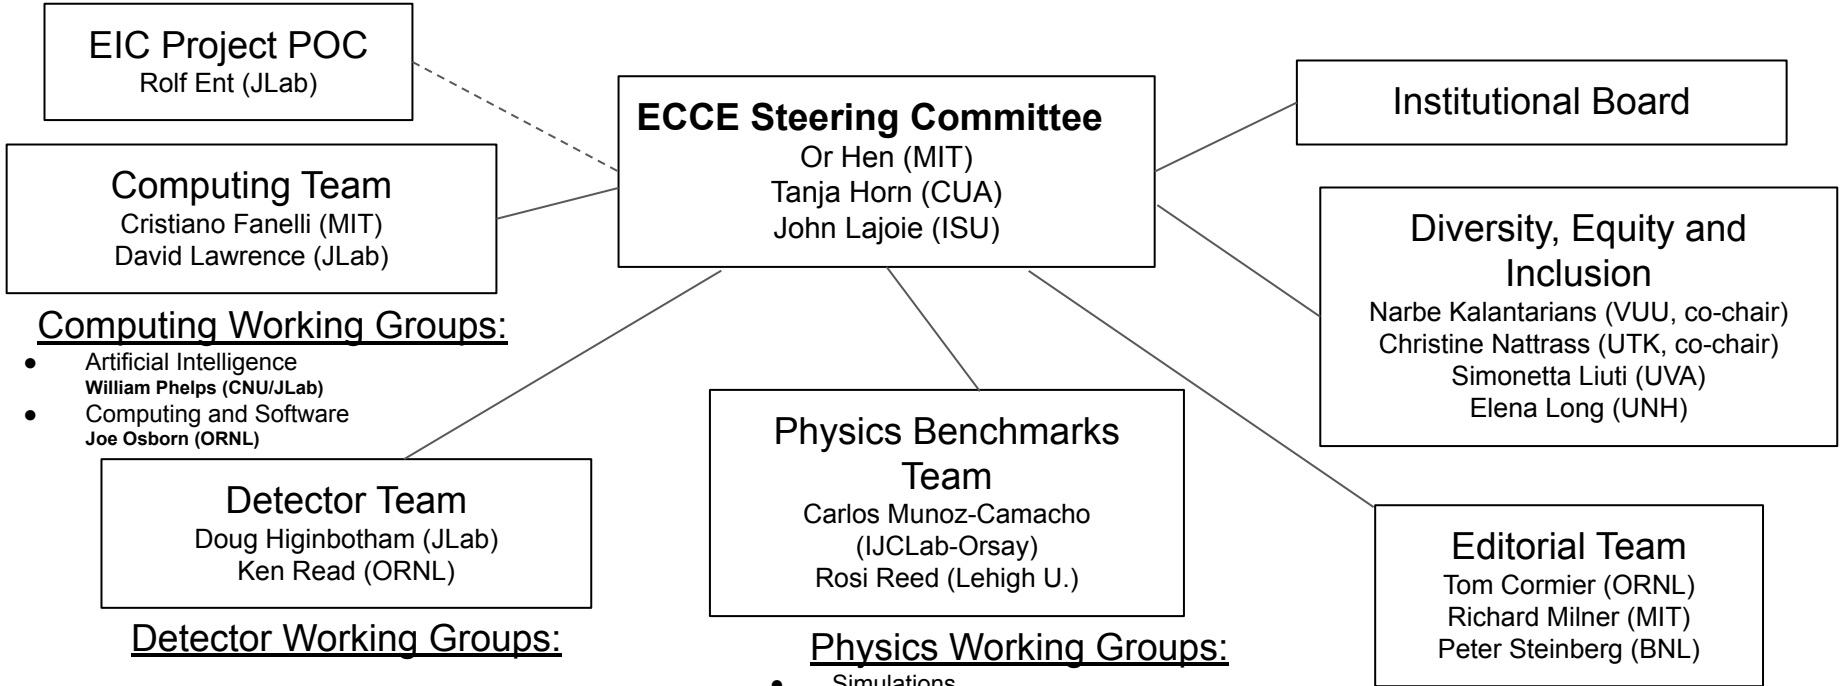 EIC Project POC
Rolf Ent (JLab)
ECCE Steering Committee
Or Hen (MIT)
Tanja Horn (CUA)
John Lajoie (ISU)
Institutional Board
Computing Team
Cristiano Fanelli (MIT)
David Lawrence (JLab)
Diversity, Equity and
Inclusion
Narbe Kalantarians (VUU, co-chair)
Christine Nattrass (UTK, co-chair)
Simonetta Liuti (UVA)
Elena Long (UNH)
Computing Working Groups:
● Artificial Intelligence
William Phelps (CNU/JLab)
● Computing and Software
Joe Osborn (ORNL)
Detector Team
Doug Higinbotham (JLab)
Ken Read (ORNL)
Physics Benchmarks
Team
Carlos Munoz-Camacho
(IJCLab-Orsay)
Rosi Reed (Lehigh U.)
Editorial Team
Tom Cormier (ORNL)
Richard Milner (MIT)
Peter Steinberg (BNL)
Detector Working Groups:
Physics Working Groups:
● Simulations